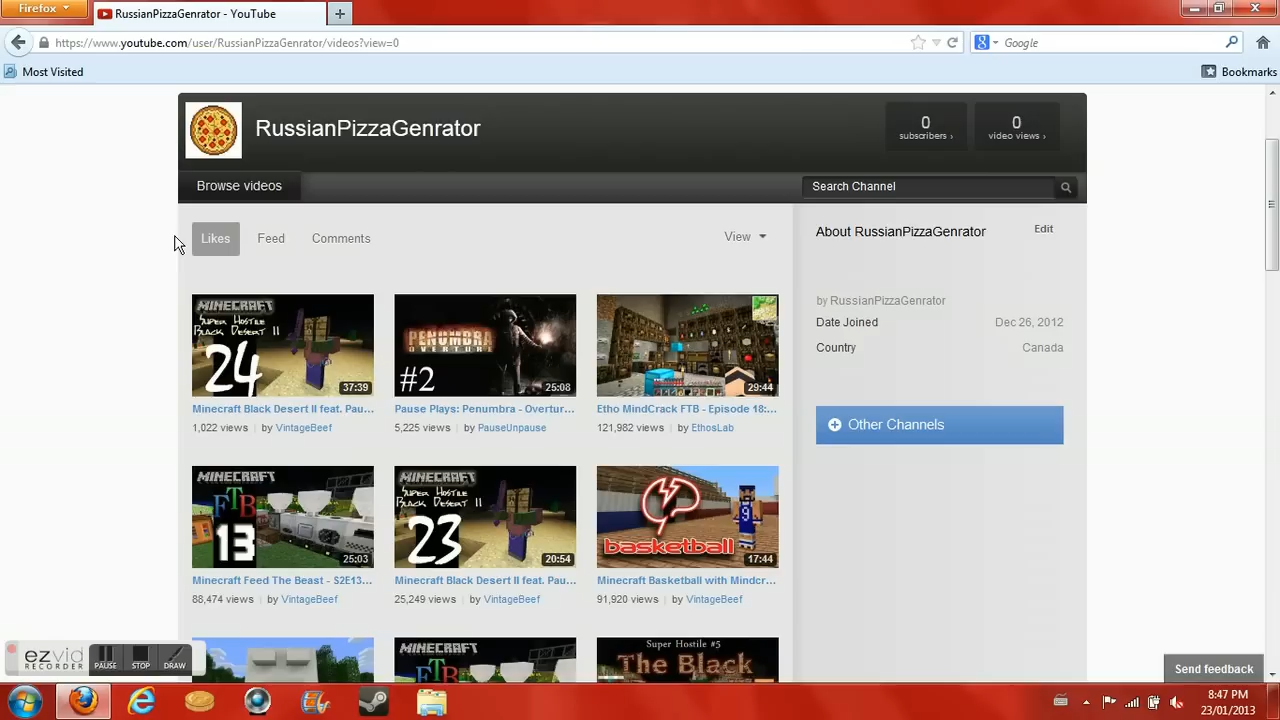 Firefox
RussianPizzaGenrator - YouTube
https://www.youtube.com/user/RussianPizzaGenrator/videos?view=0
Google
Most Visited
Bookmarks
RussianPizzaGenrator
0
subscribers ›
0
video views ›
Browse videos
Search Channel
Likes
Feed
Comments
View
About RussianPizzaGenrator
Edit
by RussianPizzaGenrator
Date Joined
Dec 26, 2012
Country
Canada
Other Channels
MINECRAFT
SUPER HOSTILE
BLACK DESERT II
24
37:39
PENUMBRA
OVERTURE
#2
25:08
29:44
Minecraft Black Desert II feat. Pau...
Pause Plays: Penumbra - Overtur...
Etho MindCrack FTB - Episode 18:...
1,022 views
by VintageBeef
5,225 views
by PauseUnpause
121,982 views
by EthosLab
MINECRAFT
FTB
13
25:03
MINECRAFT
SUPER HOSTILE
BLACK DESERT II
23
20:54
9
basketball
17:44
Minecraft Feed The Beast - S2E13...
Minecraft Black Desert II feat. Pau...
Minecraft Basketball with Mindcr...
88,474 views
by VintageBeef
25,249 views
by VintageBeef
91,920 views
by VintageBeef
MINECRAFT
FTB
Super Hostile #5
The Black
ezvid
RECORDER
PAUSE
STOP
DRAW
Send feedback
8:47 PM
23/01/2013